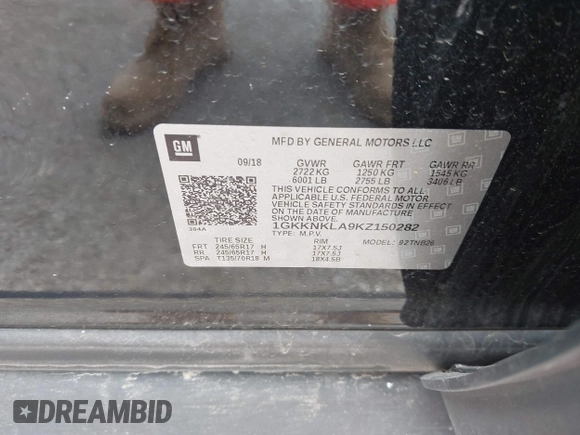 GM
MFD BY GENERAL MOTORS LLC
09/18 GVWR GAWR FRT GAWR RR
2722 KG 1250 KG 1545 KG
6001 LB 2755 LB 3406 LB
THIS VEHICLE CONFORMS TO ALL
APPLICABLE U.S. FEDERAL MOTOR
VEHICLE SAFETY STANDARDS IN EFFECT
ON THE DATE OF MANUFACTURE
SHOWN ABOVE.
384A 1GKKNKLA9KZ150282
TYPE: M.P.V. MODEL: 92TNB26
TIRE SIZE RIM
FRT 245/65R17 H 17X7.5J
RR 245/65R17 H 17X7.5J
SPA T135/70R18 M 18X4.5B
DREAMBID